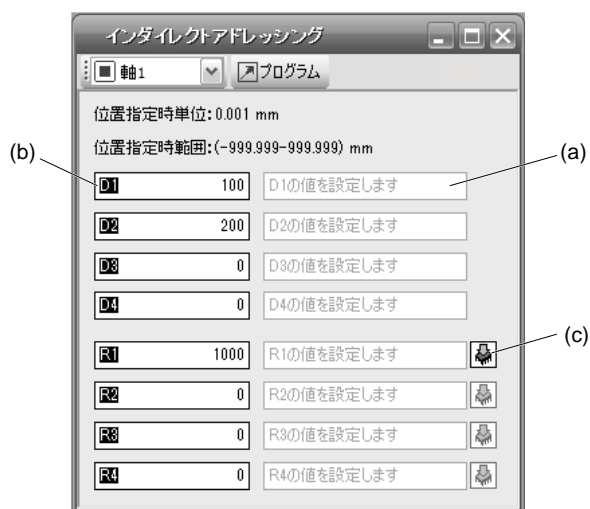 インダイレクトアドレッシング
軸1 プログラム
位置指定時単位:0.001 mm
位置指定時範囲:(-999.999-999.999) mm
(b) (a)
D1 100 D1の値を設定します
D2 200 D2の値を設定します
D3 0 D3の値を設定します
D4 0 D4の値を設定します
(c)
R1 1000 R1の値を設定します
R2 0 R2の値を設定します
R3 0 R3の値を設定します
R4 0 R4の値を設定します